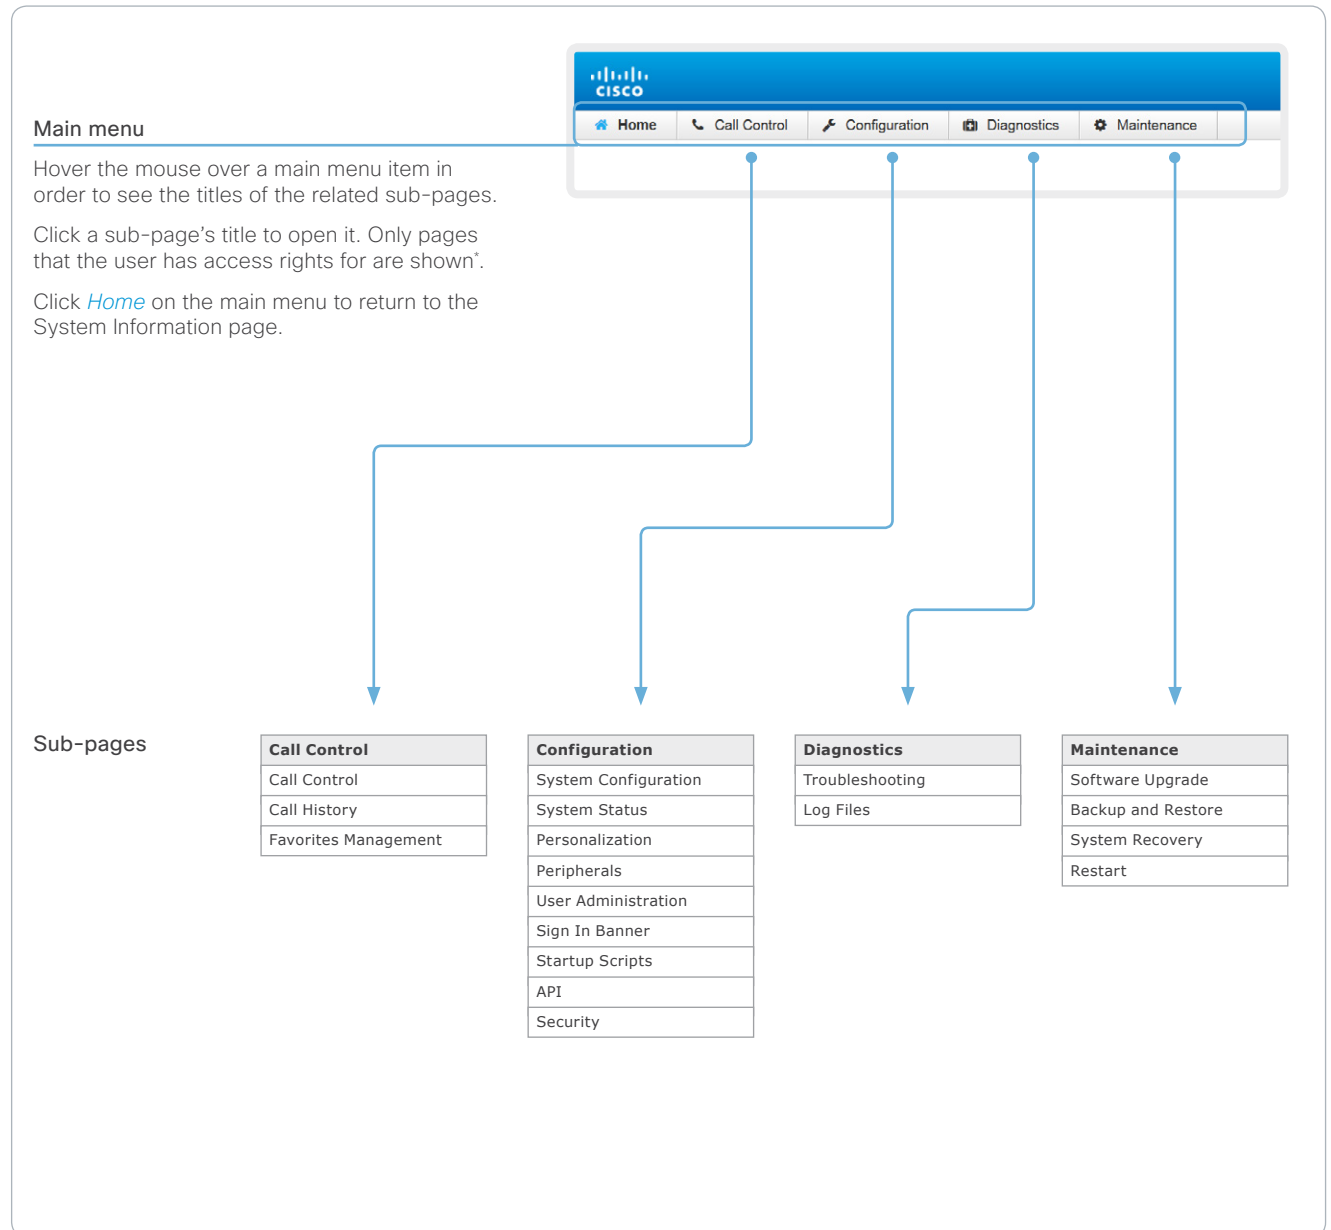 CISCO
Home Call Control Configuration Diagnostics Maintenance
Main menu
Hover the mouse over a main menu item in
order to see the titles of the related sub-pages.
Click a sub-page's title to open it. Only pages
that the user has access rights for are shown*.
Click Home on the main menu to return to the
System Information page.
Sub-pages
Call Control
Call Control
Call History
Favorites Management
Configuration
System Configuration
System Status
Personalization
Peripherals
User Administration
Sign In Banner
Startup Scripts
API
Security
Diagnostics
Troubleshooting
Log Files
Maintenance
Software Upgrade
Backup and Restore
System Recovery
Restart